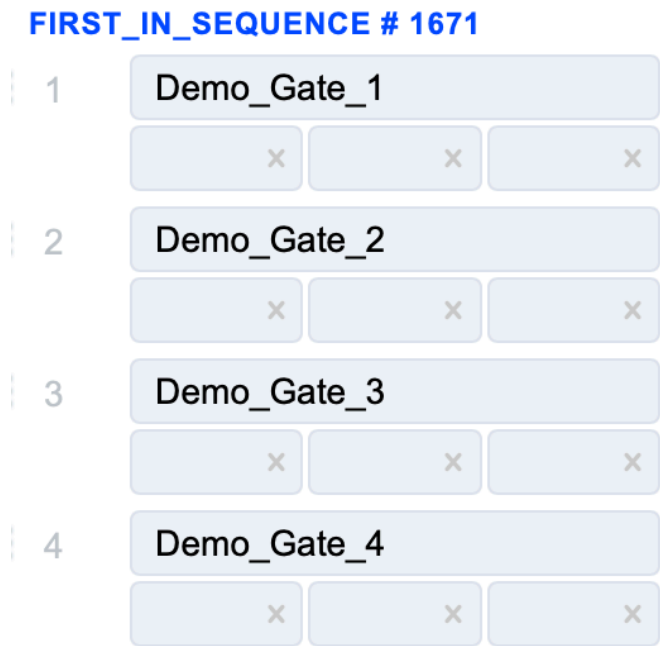 FIRST_IN_SEQUENCE # 1671
1 Demo_Gate_1
× × ×
2 Demo_Gate_2
× × ×
3 Demo_Gate_3
× × ×
4 Demo_Gate_4
× × ×